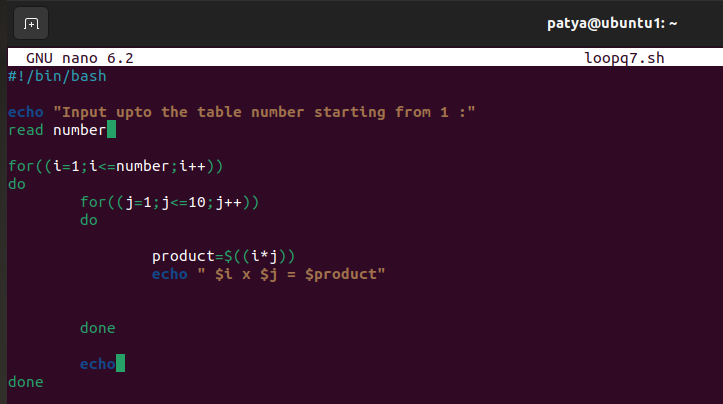 patya@ubuntu1: ~
GNU nano 6.2 loopq7.sh
#!/bin/bash
echo "Input upto the table number starting from 1 :"
read number
for((i=1;i<=number;i++))
do
for((j=1;j<=10;j++))
do
product=$((i*j))
echo " $i x $j = $product"
done
echo
done